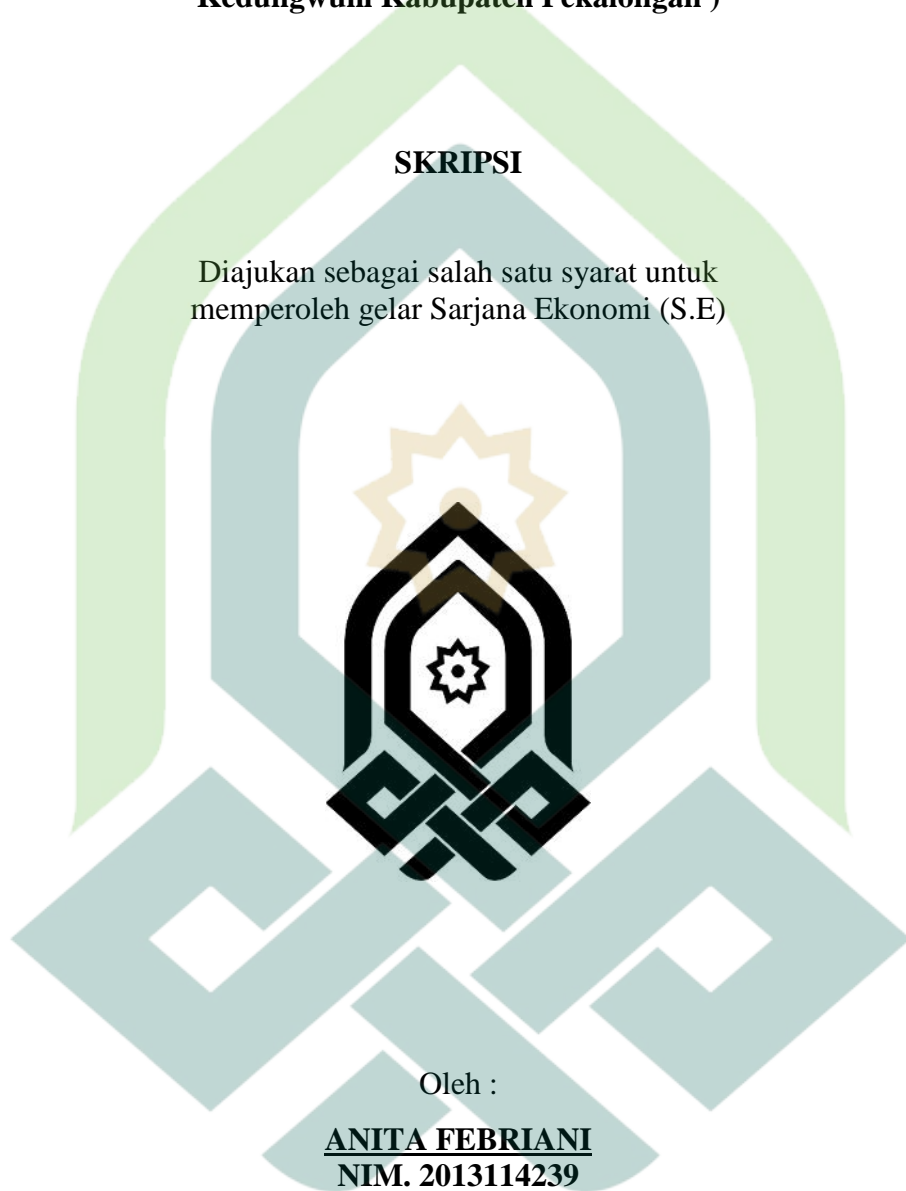 Kedungwuni Kabupaten Pekalongan )
SKRIPSI
Diajukan sebagai salah satu syarat untuk
memperoleh gelar Sarjana Ekonomi (S.E)
Oleh :
ANITA FEBRIANI
NIM. 2013114239